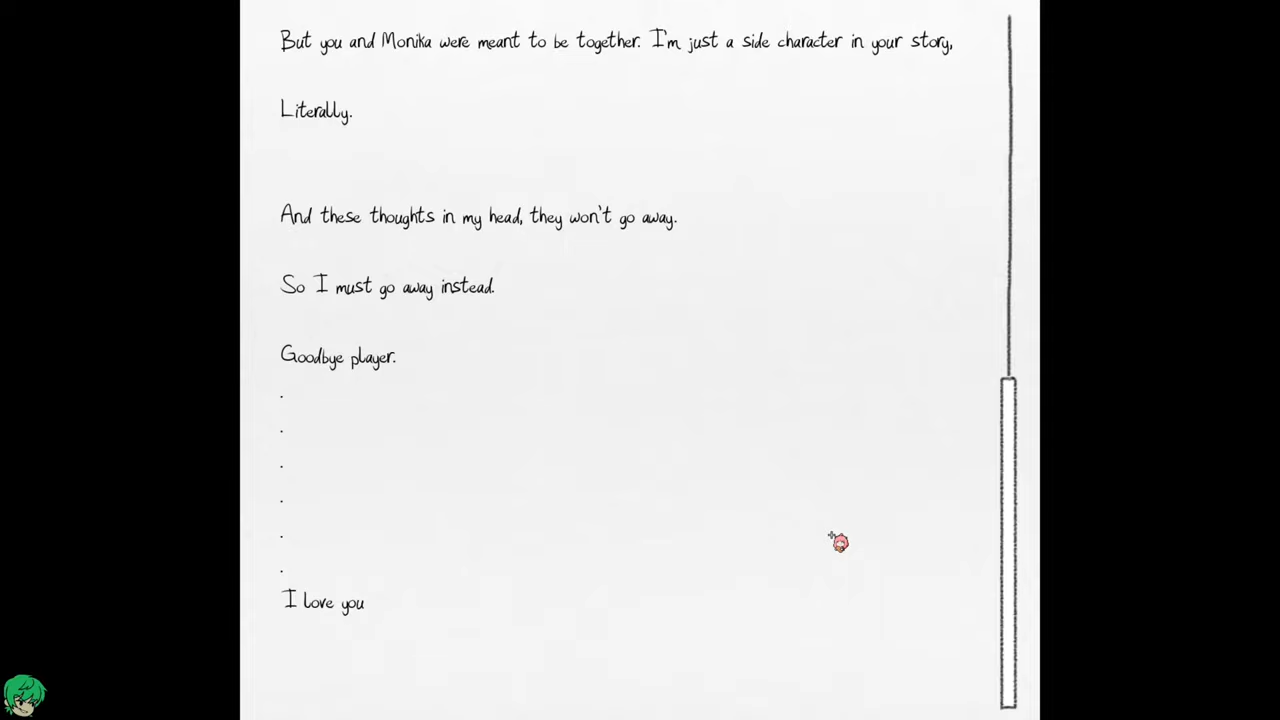 But you and Monika were meant to be together. I'm just a side character in your story,
Literally.
And these thoughts in my head, they won't go away.
So I must go away instead.
Goodbye player.
.
.
.
.
.
.
I love you